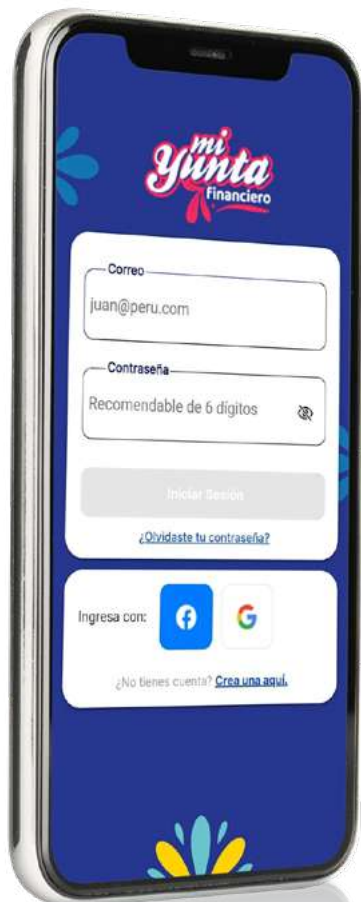 mi
Yunta
Financiero
Correo
juan@peru.com
Contraseña
Recomendable de 6 dígitos
Iniciar Sesión
¿Olvidaste tu contraseña?
Ingresa con:
¿No tienes cuenta? Crea una aquí.